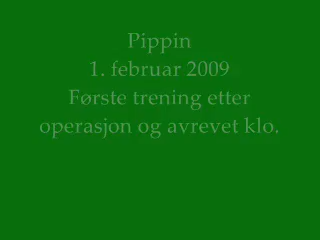 Pippin
1. februar 2009
Første trening etter
operasjon og avrevet klo.